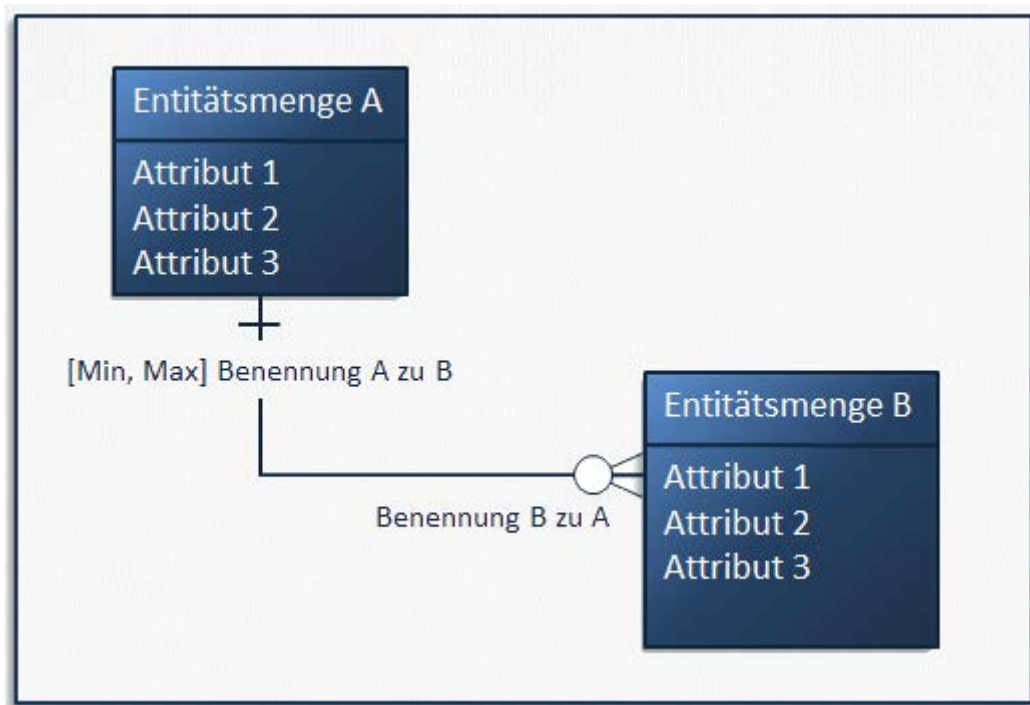 Entitätsmenge A
Attribut 1
Attribut 2
Attribut 3
[Min, Max] Benennung A zu B
Entitätsmenge B
Attribut 1
Attribut 2
Attribut 3
Benennung B zu A